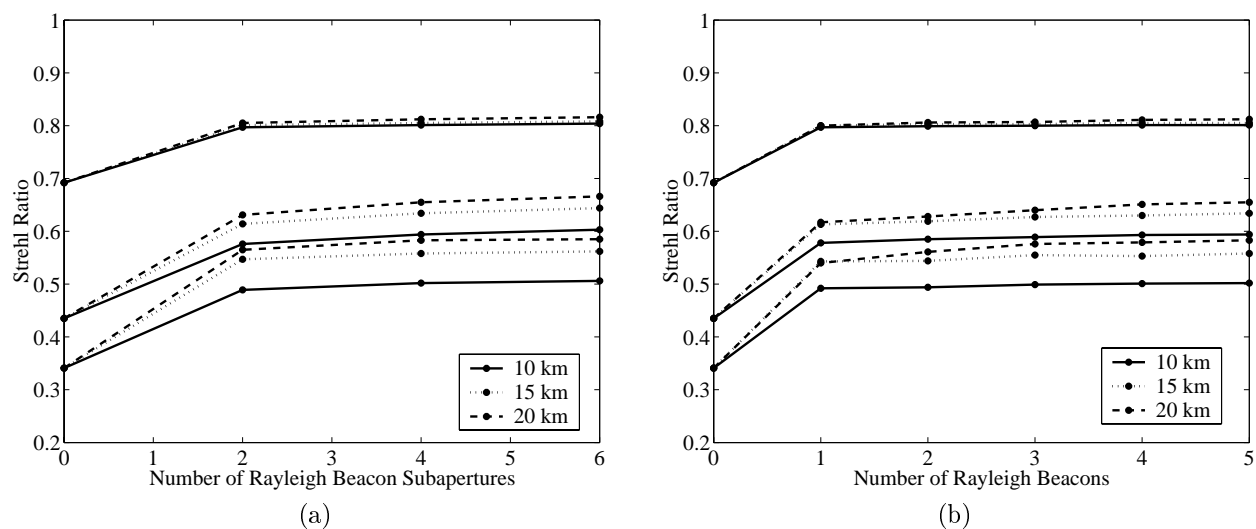 1
0.9
0.8
0.7
0.6
0.5
0.4
0.3
0.2
Strehl Ratio
10 km
15 km
20 km
0 1 2 3 4 5 6
Number of Rayleigh Beacon Subapertures
(a)
1
0.9
0.8
0.7
0.6
0.5
0.4
0.3
0.2
Strehl Ratio
10 km
15 km
20 km
0 1 2 3 4 5
Number of Rayleigh Beacons
(b)